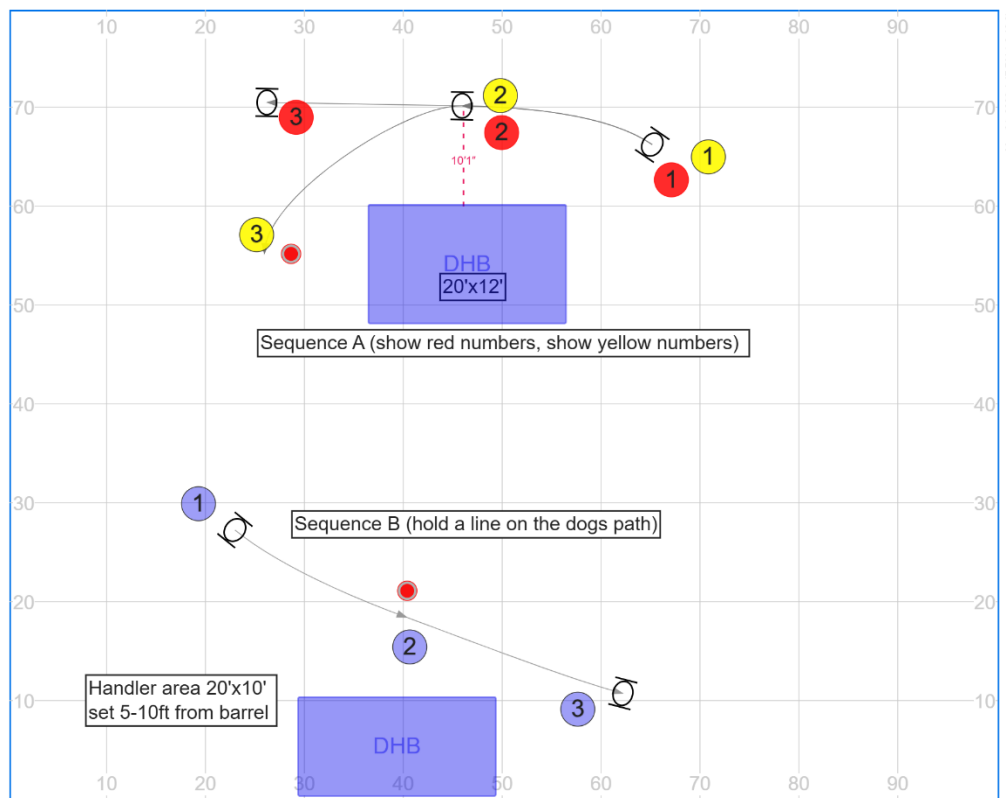 10 20 30 40 50 60 70 80 90
70 3 2 2 1 1 70
10'1"
60 3 60
DHB
20'x12'
50 50
Sequence A (show red numbers, show yellow numbers)
40 40
30 1 30
Sequence B (hold a line on the dogs path)
20 20
2
Handler area 20'x10'
set 5-10ft from barrel
10 3 10
DHB
10 20 30 40 50 60 70 80 90